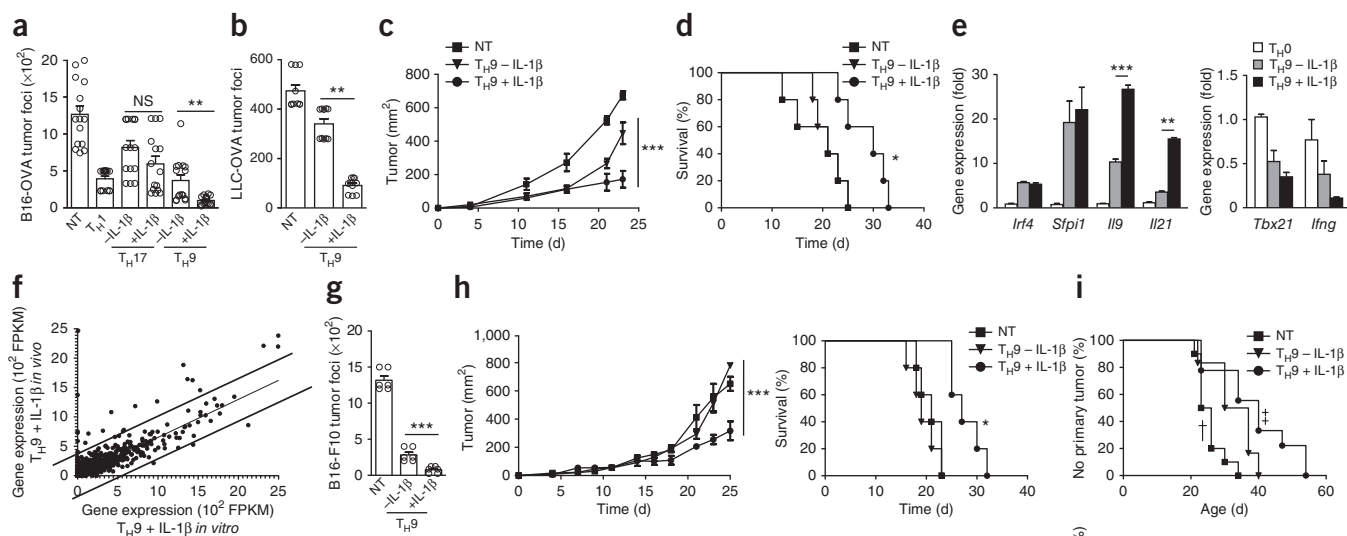 a
B16-OVA tumor foci (×10²)
20
15
10
5
0
NS
**
NT
TH1
–IL-1β
+IL-1β
–IL-1β
+IL-1β
TH17
TH9
b
LLC-OVA tumor foci
600
400
200
0
**
NT
–IL-1β
+IL-1β
TH9
c
NT
TH9 – IL-1β
TH9 + IL-1β
Tumor (mm²)
800
600
400
200
0
0 5 10 15 20 25
Time (d)
***
d
NT
TH9 – IL-1β
TH9 + IL-1β
Survival (%)
100
80
60
40
20
0
0 10 20 30 40
Time (d)
*
e
Gene expression (fold)
30
20
10
0
***
**
Irf4 Sfpi1 Il9 Il21
TH0
TH9 – IL-1β
TH9 + IL-1β
Gene expression (fold)
1.5
1.0
0.5
0
Tbx21 Ifng
f
Gene expression (10² FPKM)
TH9 + IL-1β in vivo
25
20
15
10
5
0
0 5 10 15 20 25
Gene expression (10² FPKM)
TH9 + IL-1β in vitro
g
B16-F10 tumor foci (×10²)
20
15
10
5
0
***
NT
–IL-1β
+IL-1β
TH9
h
Tumor (mm²)
1,000
800
600
400
200
0
0 5 10 15 20 25
Time (d)
***
NT
TH9 – IL-1β
TH9 + IL-1β
Survival (%)
100
80
60
40
20
0
0 10 20 30 40
Time (d)
*
i
NT
TH9 – IL-1β
TH9 + IL-1β
No primary tumor (%)
100
80
60
40
20
0
0 20 40 60
Age (d)
†
‡
(%)